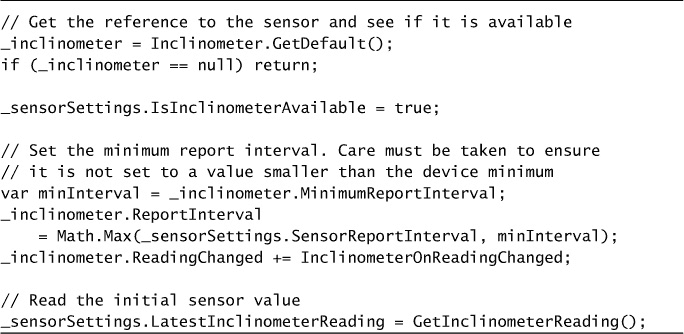 // Get the reference to the sensor and see if it is available
_inclinometer = Inclinometer.GetDefault();
if (_inclinometer == null) return;
_sensorSettings.IsInclinometerAvailable = true;
// Set the minimum report interval. Care must be taken to ensure
// it is not set to a value smaller than the device minimum
var minInterval = _inclinometer.MinimumReportInterval;
_inclinometer.ReportInterval
    = Math.Max(_sensorSettings.SensorReportInterval, minInterval);
_inclinometer.ReadingChanged += InclinometerOnReadingChanged;
// Read the initial sensor value
_sensorSettings.LatestInclinometerReading = GetInclinometerReading();